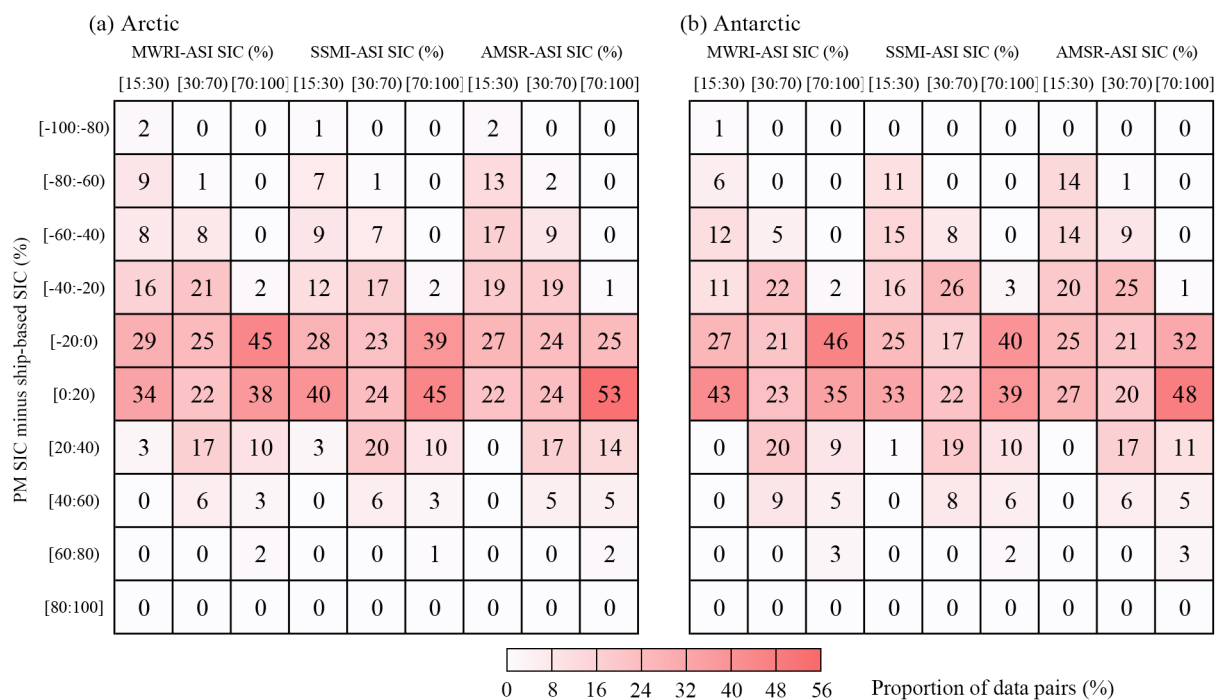 (a) Arctic (b) Antarctic
MWRI-ASI SIC (%) SSMI-ASI SIC (%) AMSR-ASI SIC (%) MWRI-ASI SIC (%) SSMI-ASI SIC (%) AMSR-ASI SIC (%)
[15:30) [30:70) [70:100] [15:30) [30:70) [70:100] [15:30) [30:70) [70:100] [15:30) [30:70) [70:100] [15:30) [30:70) [70:100] [15:30) [30:70) [70:100]
PM SIC minus ship-based SIC (%)
[-100:-80) 2 0 0 1 0 0 2 0 0 1 0 0 0 0 0 0 0 0
[-80:-60) 9 1 0 7 1 0 13 2 0 6 0 0 11 0 0 14 1 0
[-60:-40) 8 8 0 9 7 0 17 9 0 12 5 0 15 8 0 14 9 0
[-40:-20) 16 21 2 12 17 2 19 19 1 11 22 2 16 26 3 20 25 1
[-20:0) 29 25 45 28 23 39 27 24 25 27 21 46 25 17 40 25 21 32
[0:20) 34 22 38 40 24 45 22 24 53 43 23 35 33 22 39 27 20 48
[20:40) 3 17 10 3 20 10 0 17 14 0 20 9 1 19 10 0 17 11
[40:60) 0 6 3 0 6 3 0 5 5 0 9 5 0 8 6 0 6 5
[60:80) 0 0 2 0 0 1 0 0 2 0 0 3 0 0 2 0 0 3
[80:100] 0 0 0 0 0 0 0 0 0 0 0 0 0 0 0 0 0 0
0 8 16 24 32 40 48 56 Proportion of data pairs (%)